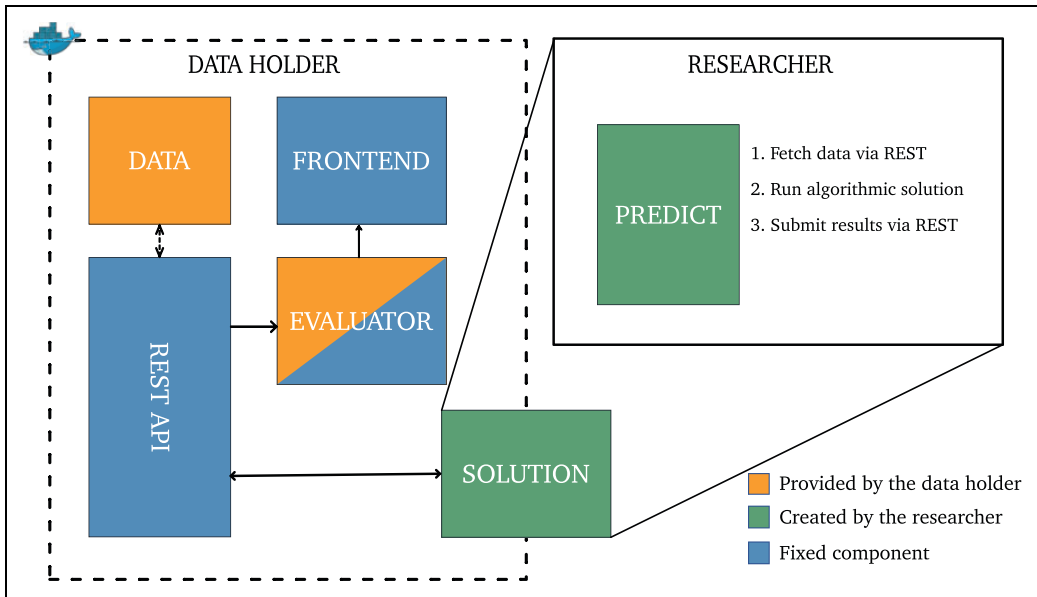 DATA HOLDER
RESEARCHER
DATA
FRONTEND
EVALUATOR
REST API
SOLUTION
PREDICT
1. Fetch data via REST
2. Run algorithmic solution
3. Submit results via REST
Provided by the data holder
Created by the researcher
Fixed component